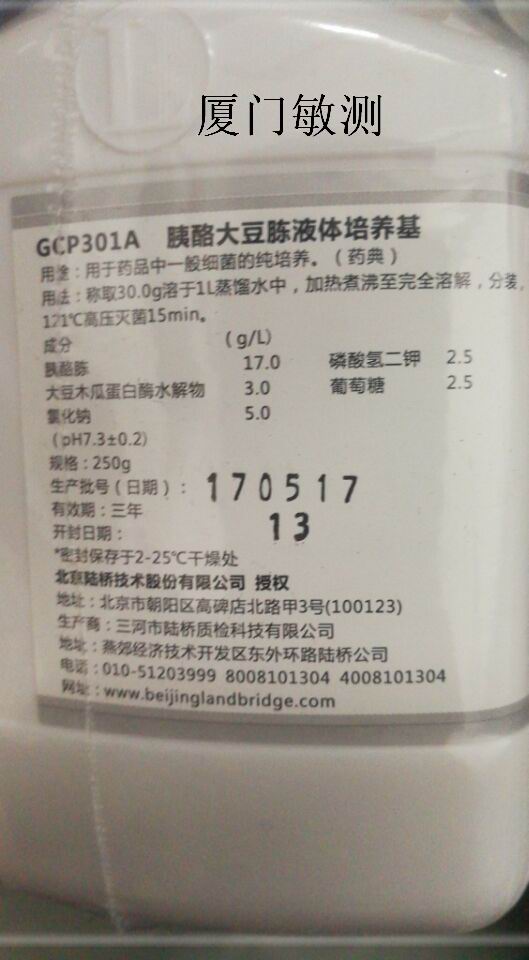 厦门敏测
GCP301A 胰酪大豆胨液体培养基
用途：用于药品中一般细菌的纯培养。（药典）
用法：称取30.0g溶于1L蒸馏水中，加热煮沸至完全溶解，分装，
121℃高压灭菌15min。
成分 (g/L)
胰酪胨 17.0 磷酸氢二钾 2.5
大豆木瓜蛋白酶水解物 3.0 葡萄糖 2.5
氯化钠 5.0
(pH7.3±0.2)
规格：250g
生产批号（日期）：170517
有效期：三年 13
开封日期：
*密封保存于2-25℃干燥处
北京陆桥技术股份有限公司 授权
地址：北京市朝阳区高碑店北路甲3号(100123)
生产商：三河市陆桥质检科技有限公司
地址：燕郊经济技术开发区东外环路陆桥公司
电话：010-51203999 8008101304 4008101304
网址：www.beijinglandbridge.com